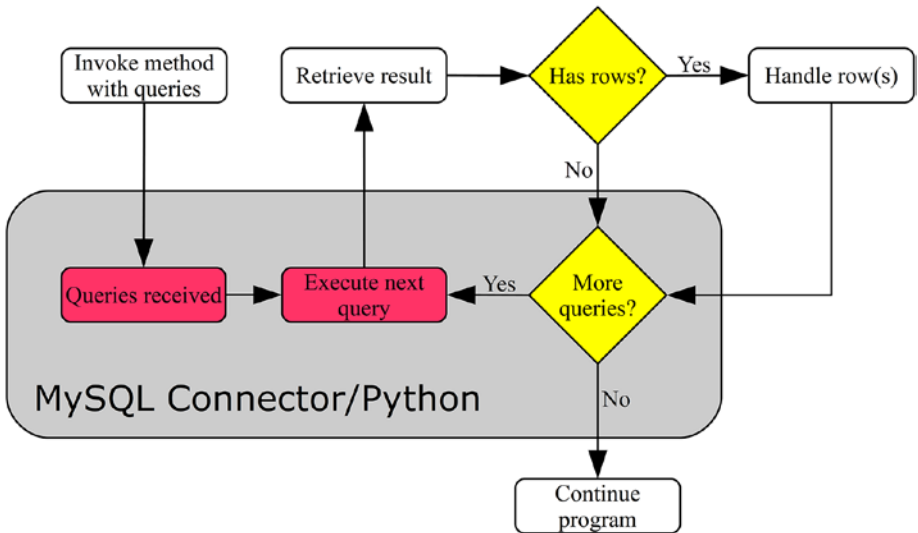 Invoke method
with queries
Retrieve result
Has rows?
Yes
Handle row(s)
No
Queries received
Execute next
query
Yes
More
queries?
MySQL Connector/Python
No
Continue
program